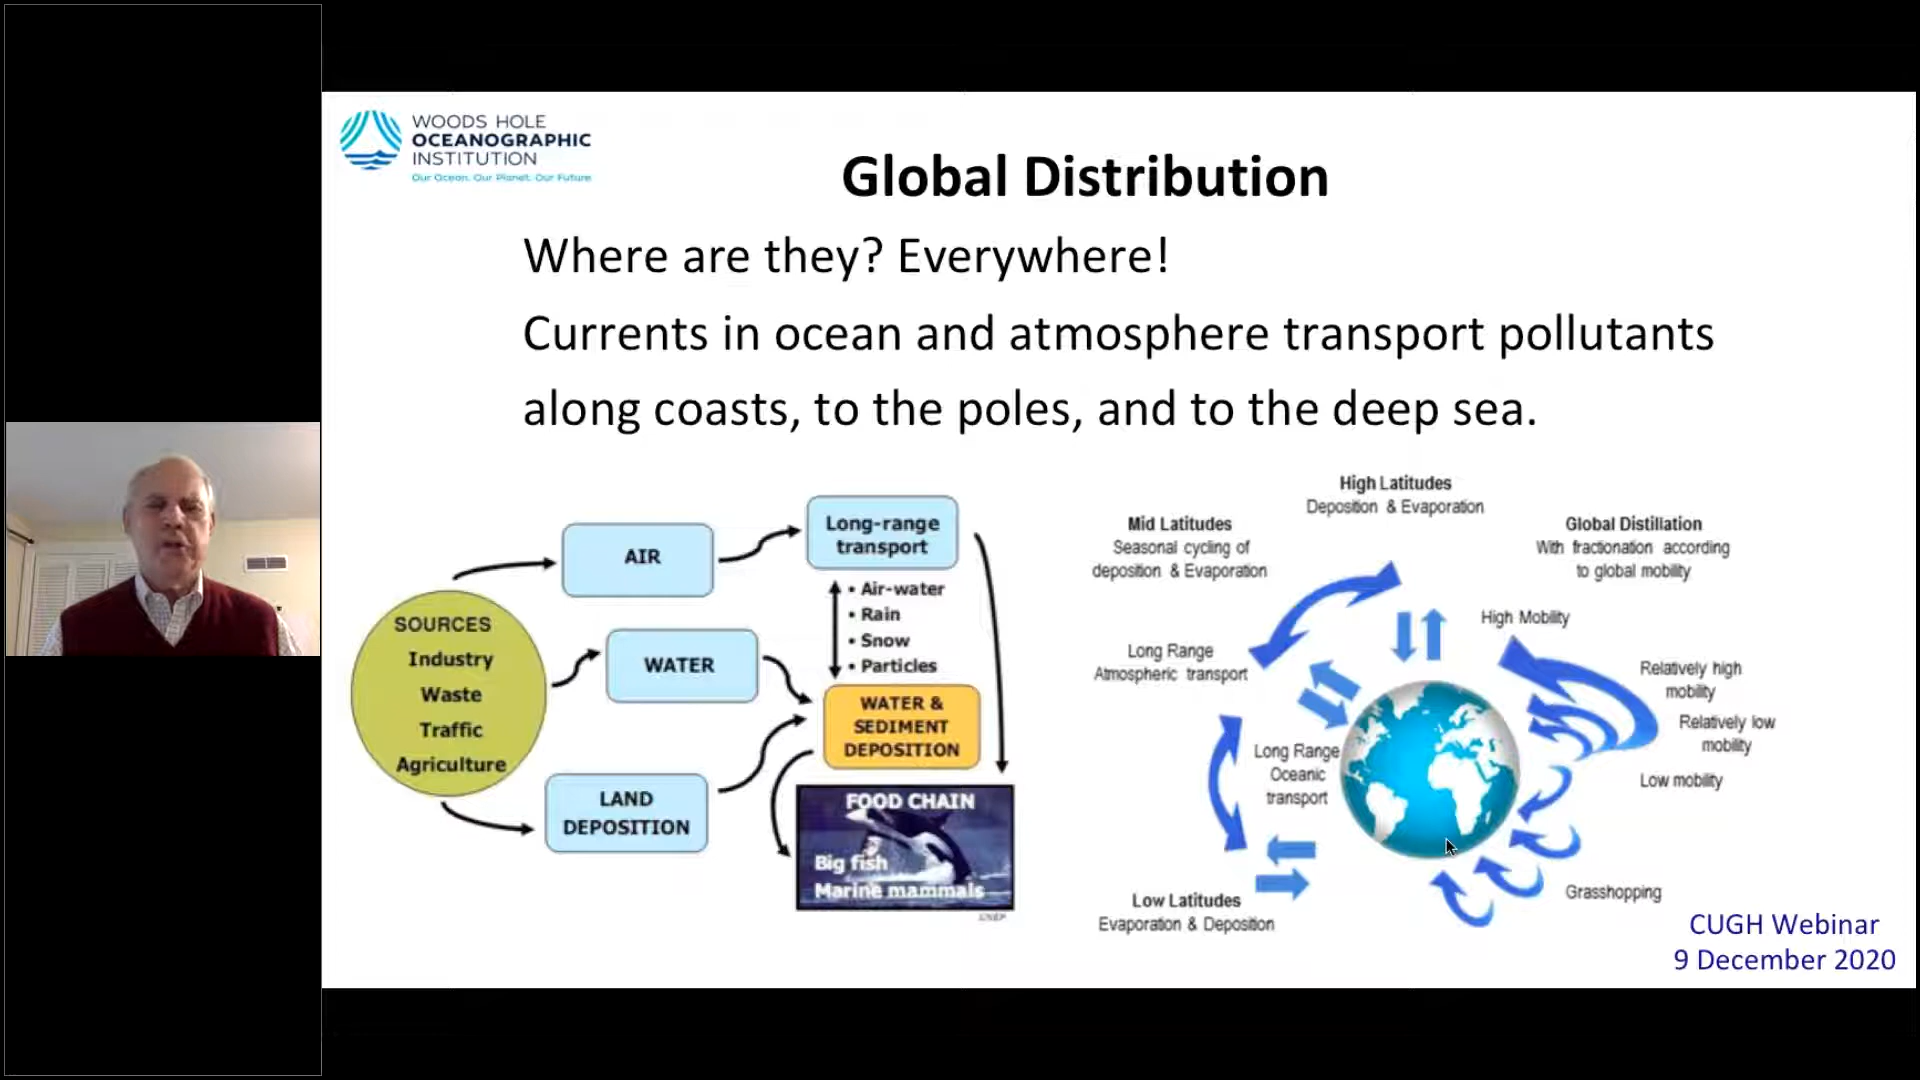 WOODS HOLE
OCEANOGRAPHIC
INSTITUTION
Our Ocean. Our Planet. Our Future
Global Distribution
Where are they? Everywhere!
Currents in ocean and atmosphere transport pollutants
along coasts, to the poles, and to the deep sea.
SOURCES
Industry
Waste
Traffic
Agriculture
AIR
WATER
LAND
DEPOSITION
Long-range
transport
• Air-water
• Rain
• Snow
• Particles
WATER &
SEDIMENT
DEPOSITION
FOOD CHAIN
Big fish
Marine mammals
UNEP
High Latitudes
Deposition & Evaporation
Mid Latitudes
Seasonal cycling of
deposition & Evaporation
Global Distillation
With fractionation according
to global mobility
Long Range
Atmospheric transport
High Mobility
Relatively high
mobility
Relatively low
mobility
Low mobility
Long Range
Oceanic
transport
Grasshopping
Low Latitudes
Evaporation & Deposition
CUGH Webinar
9 December 2020